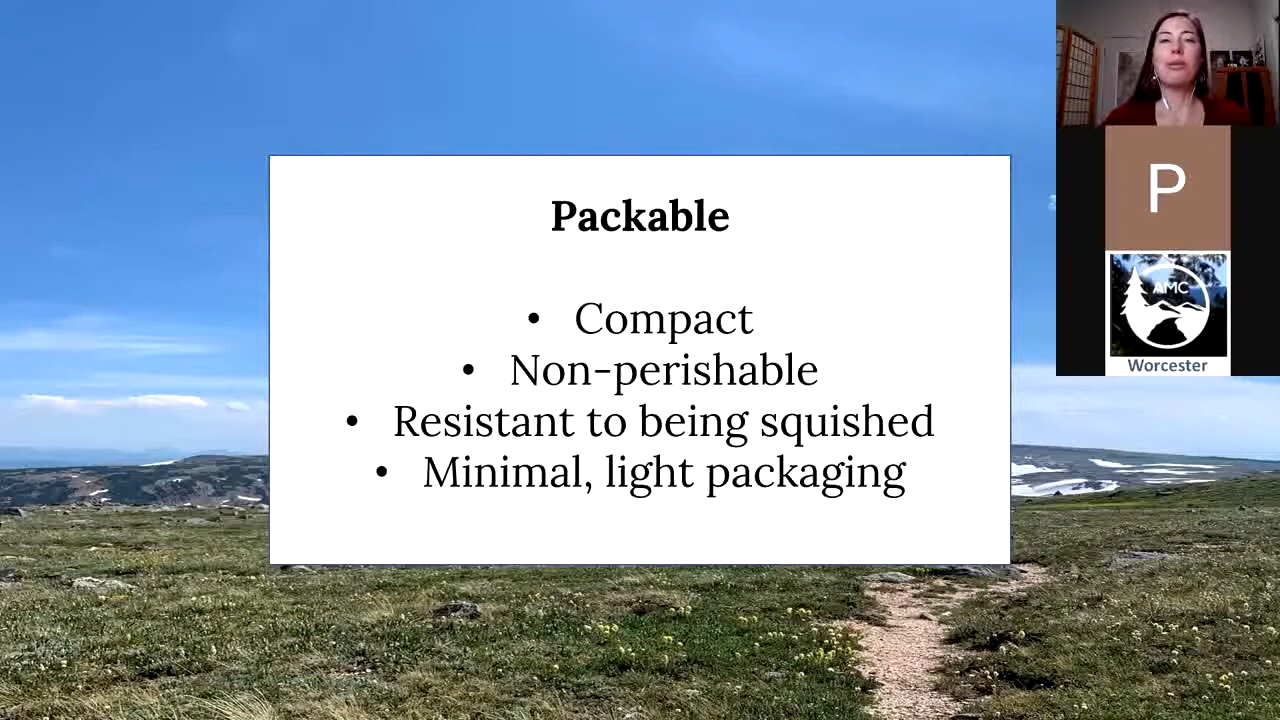 Packable
• Compact
• Non-perishable
• Resistant to being squished
• Minimal, light packaging
P
AMC
Worcester